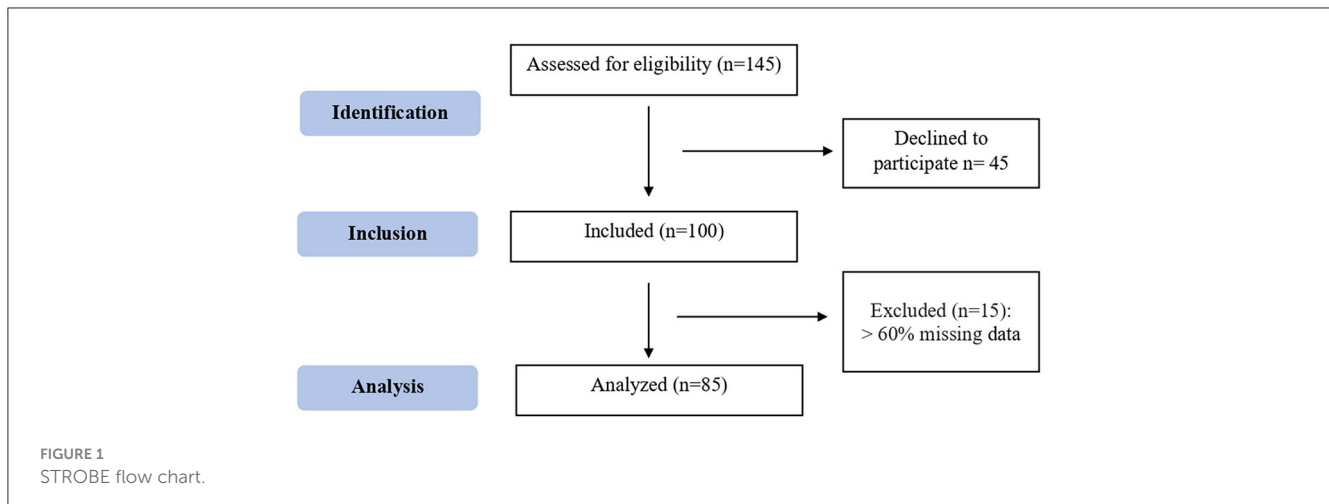 Assessed for eligibility (n=145)
Identification
Declined to
participate n= 45
Inclusion
Included (n=100)
Excluded (n=15):
> 60% missing data
Analysis
Analyzed (n=85)
FIGURE 1
STROBE flow chart.